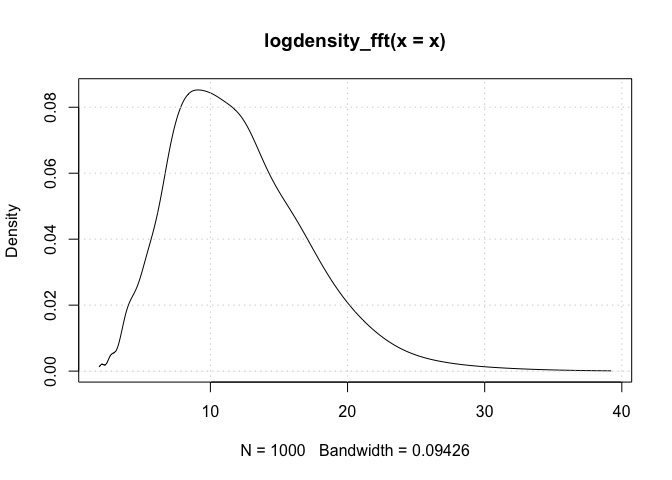 logdensity_fft(x = x)
Density
0.08
0.06
0.04
0.02
0.00
10 20 30 40
N = 1000 Bandwidth = 0.09426